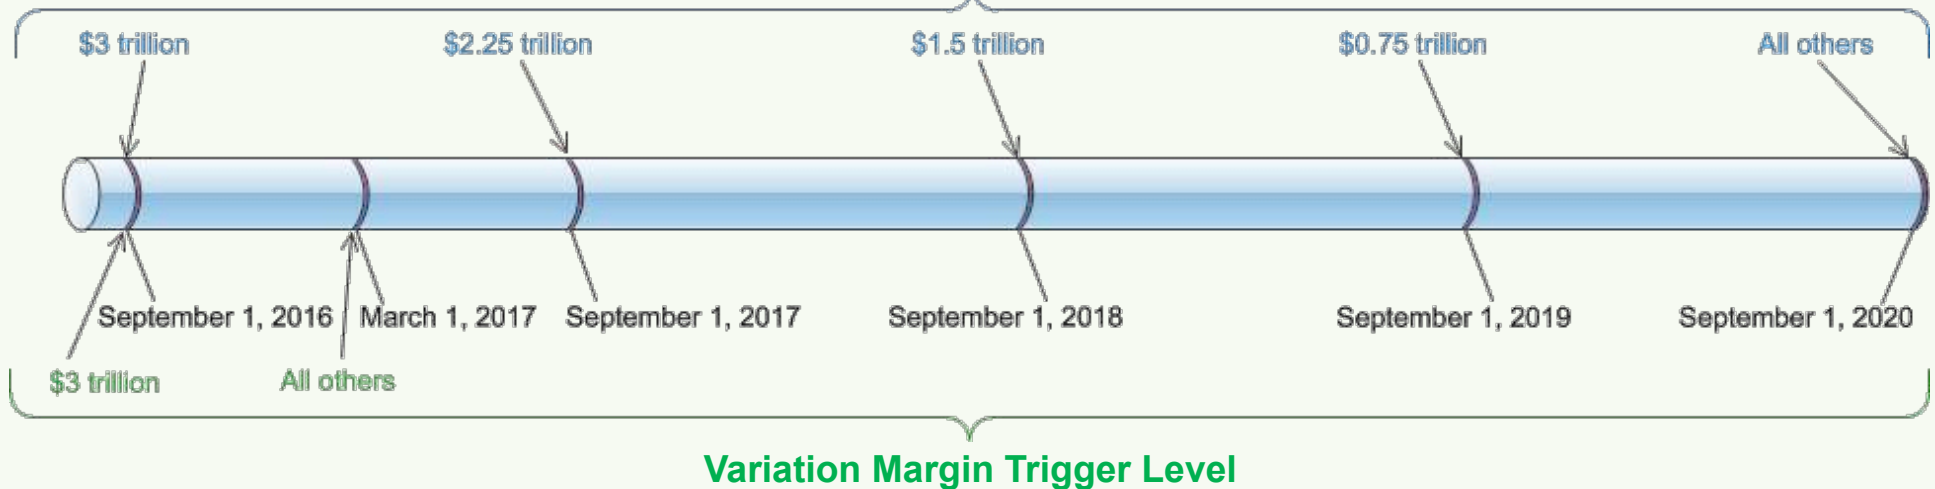 $3 trillion
$2.25 trillion
$1.5 trillion
$0.75 trillion
All others
September 1, 2016
March 1, 2017
September 1, 2017
September 1, 2018
September 1, 2019
September 1, 2020
$3 trillion
All others
Variation Margin Trigger Level